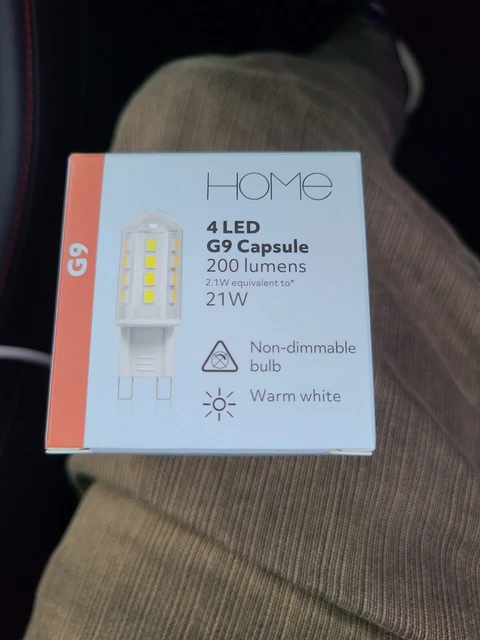 G9
HOME
4 LED
G9 Capsule
200 lumens
2.1W equivalent to*
21W
Non-dimmable
bulb
Warm white